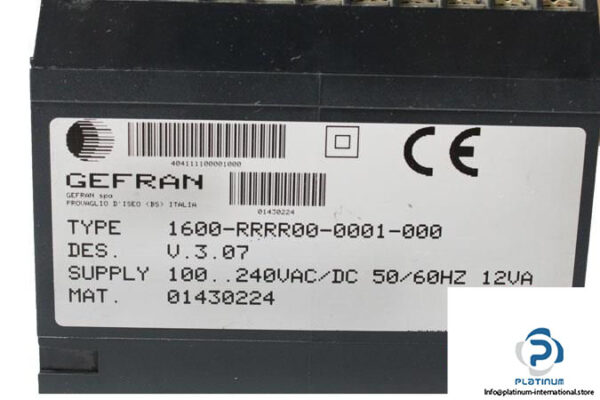 404111100001000
CE
GEFRAN
GEFRAN spa
PROVAGLIO D'ISEO (BS) ITALIA
01430224
TYPE 1600-RRRR00-0001-000
DES. V.3.07
SUPPLY 100..240VAC/DC 50/60HZ 12VA
MAT. 01430224
PLATINUM
http://platinum-international.store